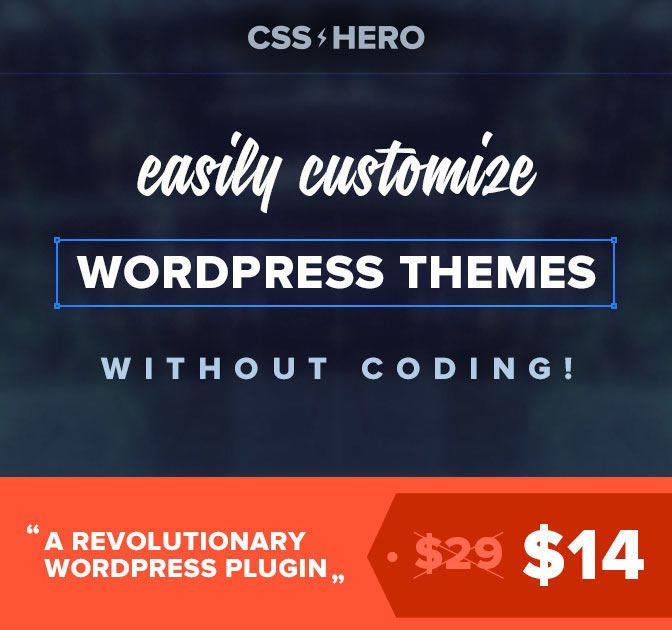 CSS HERO
easily customize
WORDPRESS THEMES
WITHOUT CODING!
“A REVOLUTIONARY
WORDPRESS PLUGIN„
$29 $14